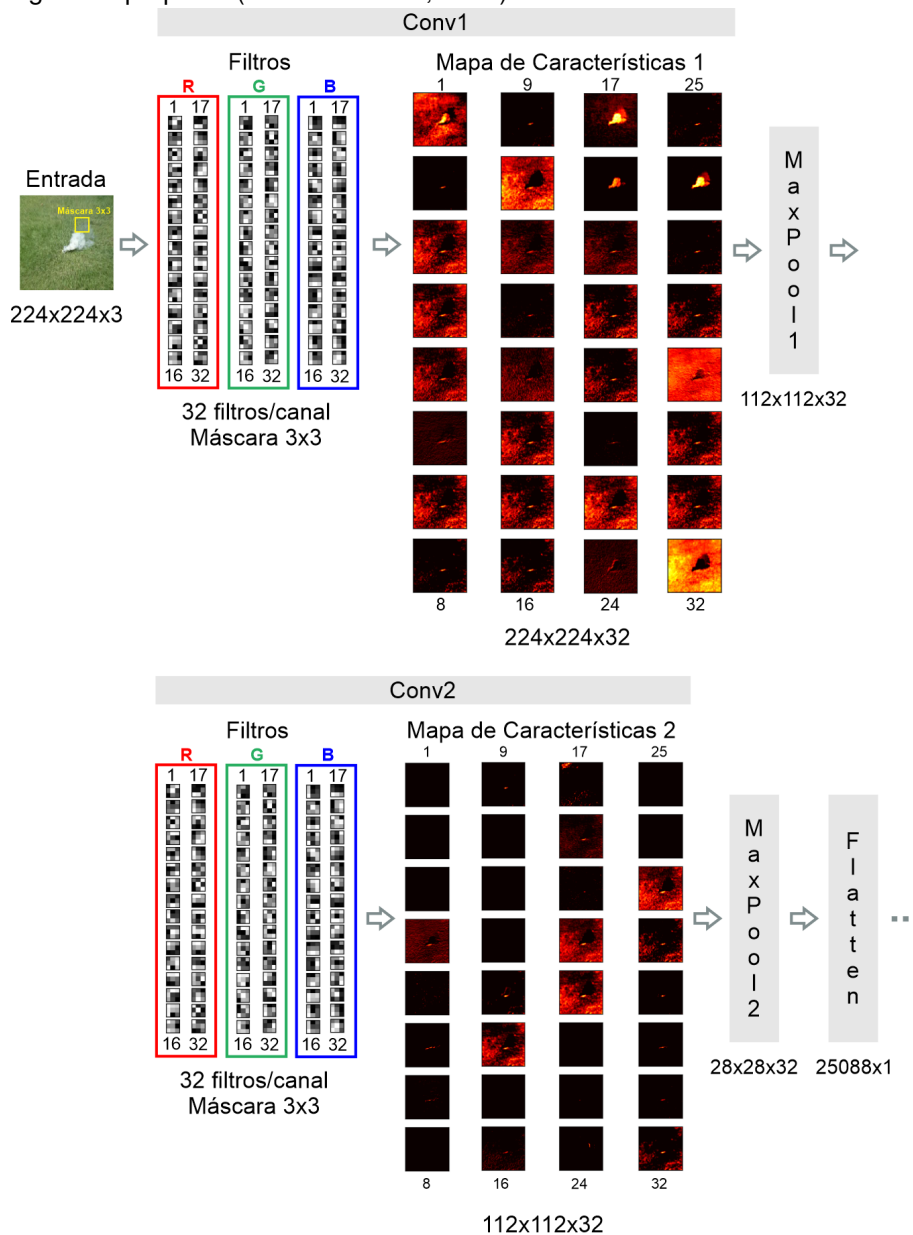 Conv1
Filtros
Mapa de Características 1
R G B
1 17 1 17 1 17
1 9 17 25
Entrada
Máscara 3x3
224x224x3
16 32 16 32 16 32
32 filtros/canal
Máscara 3x3
8 16 24 32
224x224x32
MaxPool1
112x112x32
Conv2
Filtros
Mapa de Características 2
R G B
1 17 1 17 1 17
1 9 17 25
16 32 16 32 16 32
32 filtros/canal
Máscara 3x3
8 16 24 32
112x112x32
MaxPool2
28x28x32
Flatten
25088x1
...